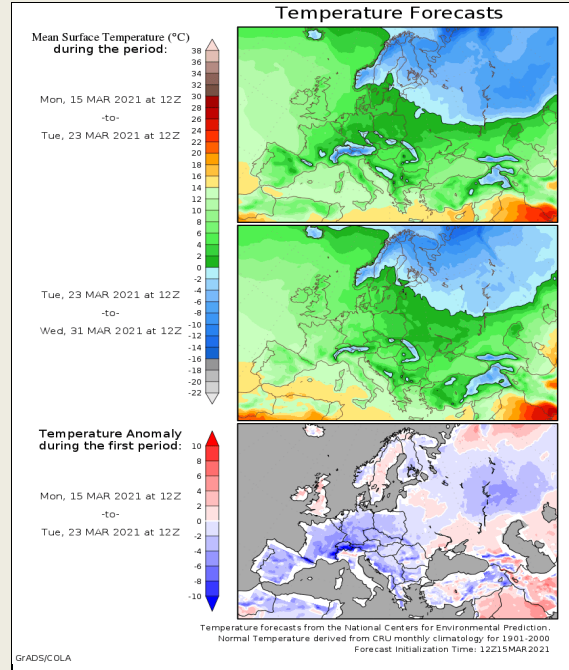 Temperature Forecasts
Mean Surface Temperature (°C)
during the period:
Mon, 15 MAR 2021 at 12Z
-to-
Tue, 23 MAR 2021 at 12Z
38
36
34
32
30
28
26
24
22
20
18
16
14
12
10
8
6
4
2
0
-2
-4
-6
-8
-10
-12
-14
-16
-18
-20
-22
Tue, 23 MAR 2021 at 12Z
-to-
Wed, 31 MAR 2021 at 12Z
Temperature Anomaly
during the first period:
Mon, 15 MAR 2021 at 12Z
-to-
Tue, 23 MAR 2021 at 12Z
10
8
6
4
2
0
-2
-4
-6
-8
-10
Temperature forecasts from the National Centers for Environmental Prediction.
Normal Temperature derived from CRU monthly climatology for 1901-2000
Forecast Initialization Time: 12Z15MAR2021
GrADS/COLA